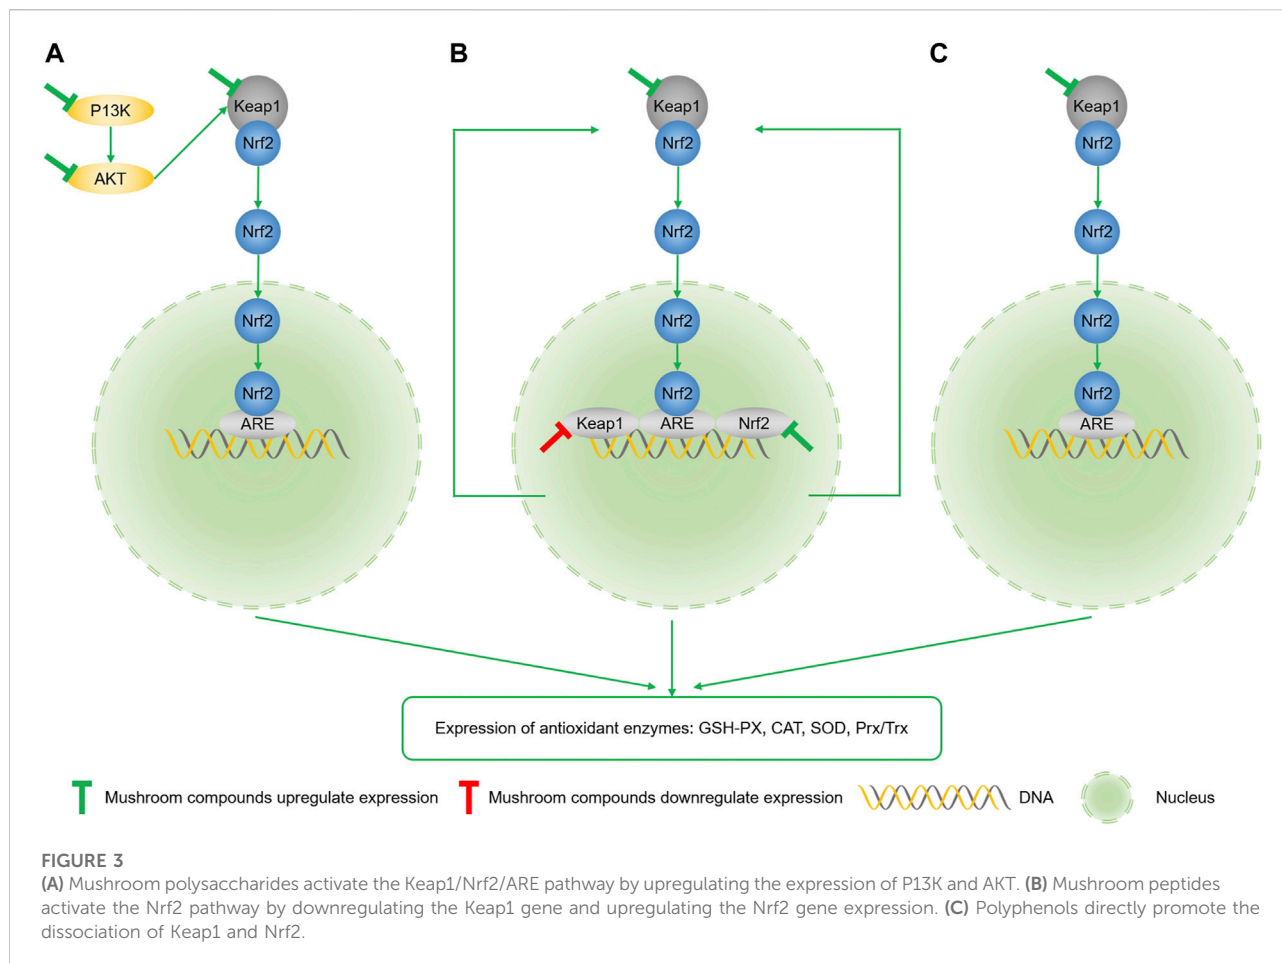 A
B
C
P13K
AKT
Keap1
Nrf2
Nrf2
Nrf2
Nrf2
ARE
Keap1
Nrf2
Nrf2
Nrf2
Nrf2
Keap1
ARE
Nrf2
Keap1
Nrf2
Nrf2
Nrf2
Nrf2
ARE
Expression of antioxidant enzymes: GSH-PX, CAT, SOD, Prx/Trx
Mushroom compounds upregulate expression
Mushroom compounds downregulate expression
DNA
Nucleus
FIGURE 3
(A) Mushroom polysaccharides activate the Keap1/Nrf2/ARE pathway by upregulating the expression of P13K and AKT. (B) Mushroom peptides
activate the Nrf2 pathway by downregulating the Keap1 gene and upregulating the Nrf2 gene expression. (C) Polyphenols directly promote the
dissociation of Keap1 and Nrf2.